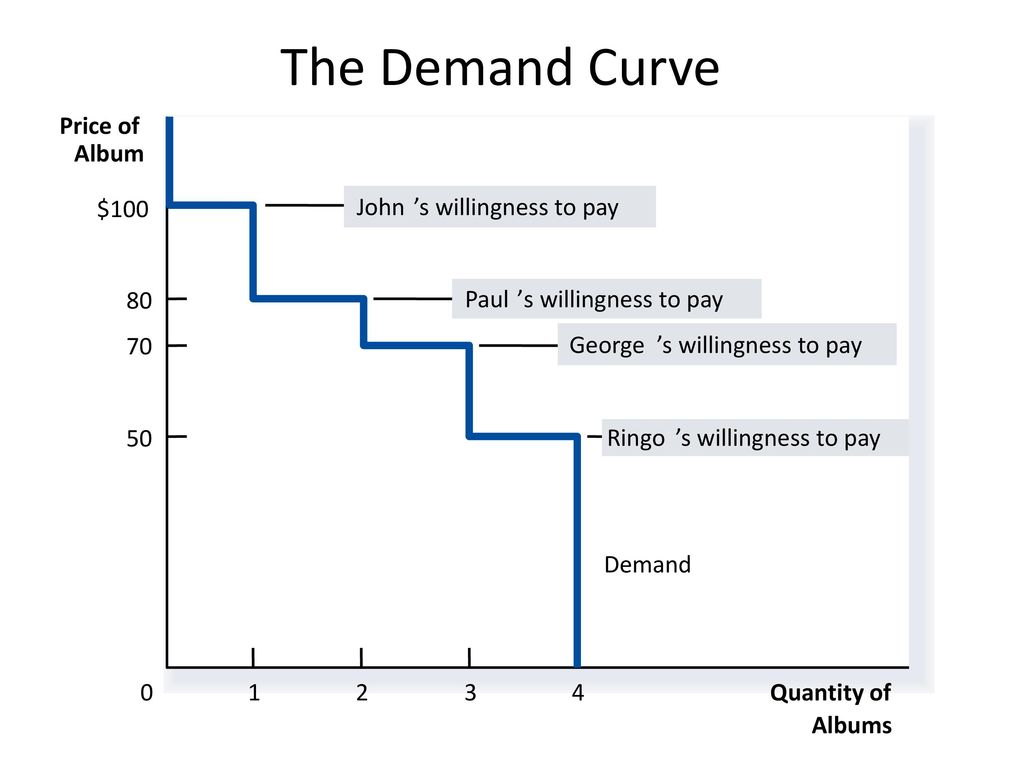 The Demand Curve
Price of
Album
$100
John ’s willingness to pay
80
Paul ’s willingness to pay
70
George ’s willingness to pay
50
Ringo ’s willingness to pay
Demand
0 1 2 3 4 Quantity of
Albums